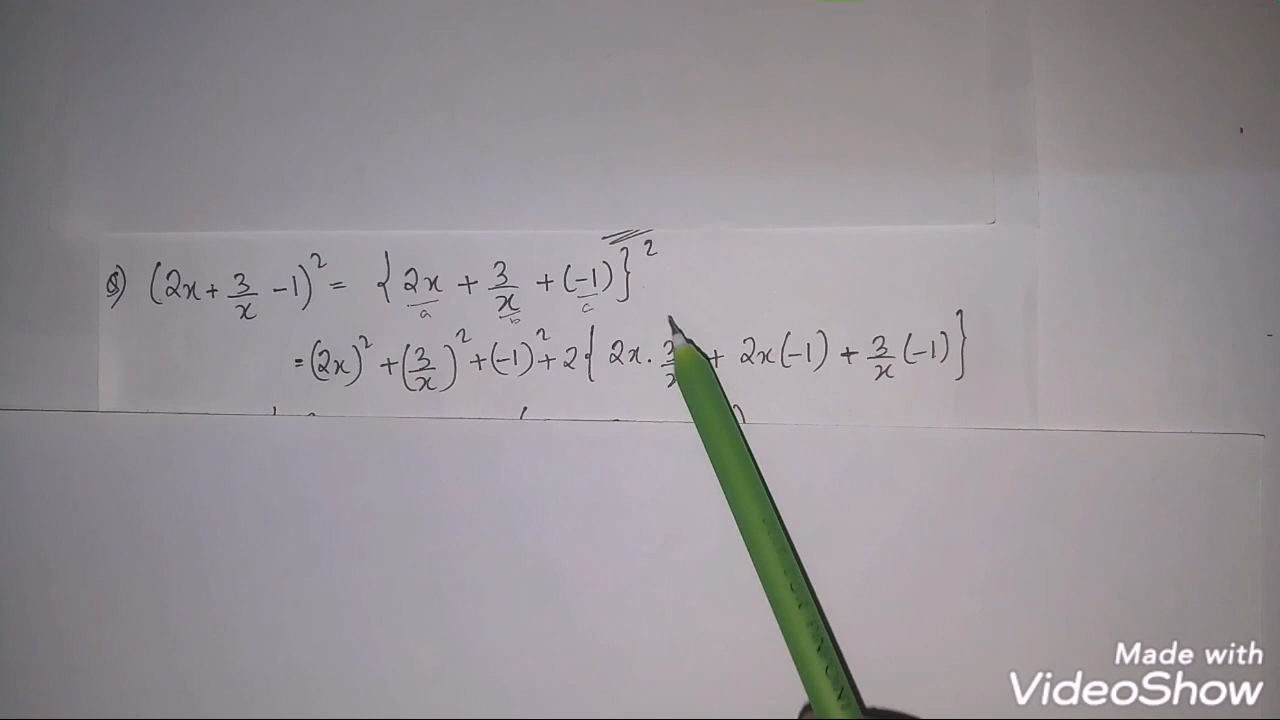 Q) (2x + 3/x - 1)² = {2x + 3/x + (-1)}²
a b c
= (2x)² + (3/x)² + (-1)² + 2{2x · 3/x + 2x(-1) + 3/x (-1)}
Made with
VideoShow